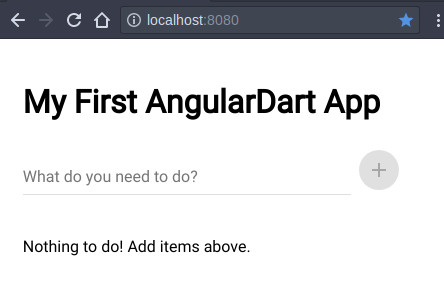 localhost:8080
My First AngularDart App
What do you need to do?
Nothing to do! Add items above.